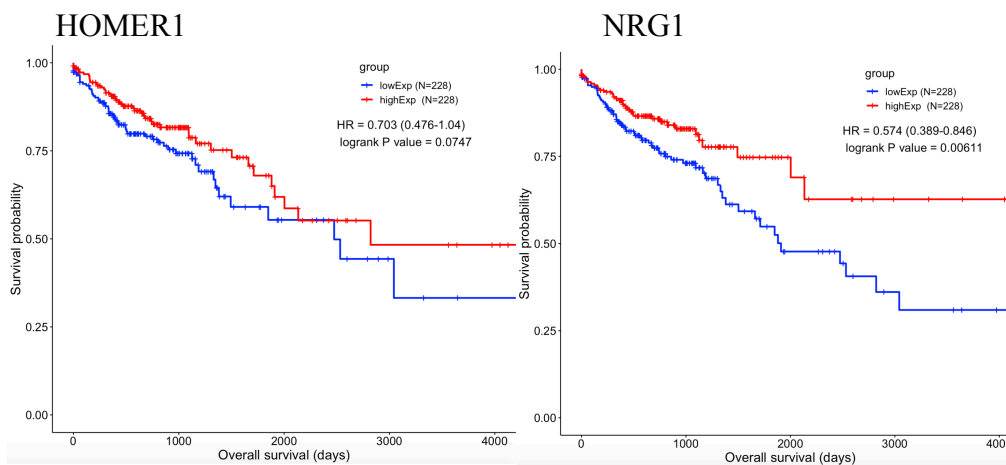 HOMER1
1.00
0.75
0.50
0.25
0.00
Survival probability
group
lowExp (N=228)
highExp (N=228)
HR = 0.703 (0.476-1.04)
logrank P value = 0.0747
0 1000 2000 3000 4000
Overall survival (days)
NRG1
1.00
0.75
0.50
0.25
0.00
Survival probability
group
lowExp (N=228)
highExp (N=228)
HR = 0.574 (0.389-0.846)
logrank P value = 0.00611
0 1000 2000 3000 4000
Overall survival (days)